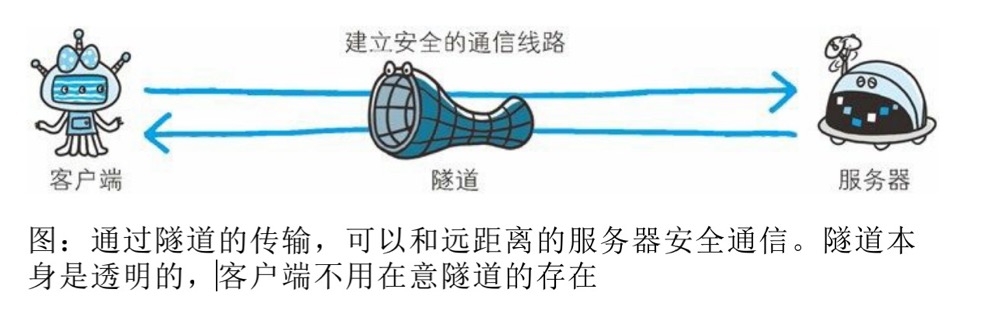 建立安全的通信线路
客户端
隧道
服务器
图：通过隧道的传输，可以和远距离的服务器安全通信。隧道本
身是透明的，客户端不用在意隧道的存在